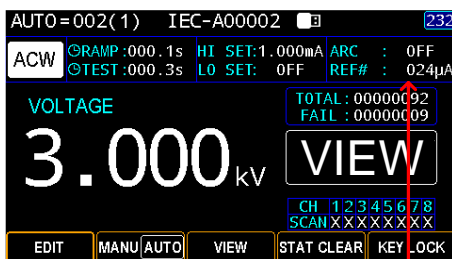 AUTO=002(1) IEC-A00002 232
ACW RAMP:000.1s HI SET:1.000mA ARC : OFF
TEST:000.3s LO SET: OFF REF# : 024μA
VOLTAGE TOTAL:00000092
FAIL:00000009
3.000kV VIEW
CH 12345678
SCAN XXXXXXXX
EDIT MANU AUTO VIEW STAT CLEAR KEY LOCK